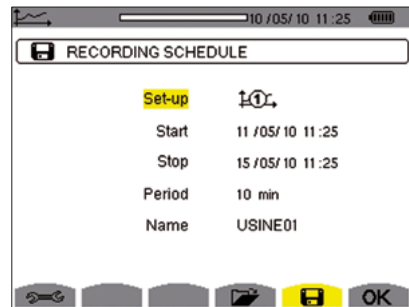 10 /05/ 10 11 :25
RECORDING SCHEDULE
Set-up 1
Start 11 /05/ 10 11 :25
Stop 15 /05/ 10 11 :25
Period 10 min
Name USINE01
OK